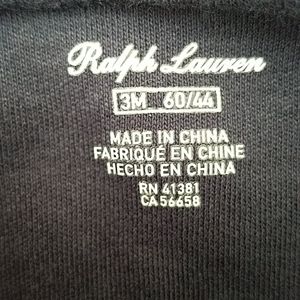 Ralph Lauren
3M 60/44
MADE IN CHINA
FABRIQUÉ EN CHINE
HECHO EN CHINA
RN 41381
CA 56658